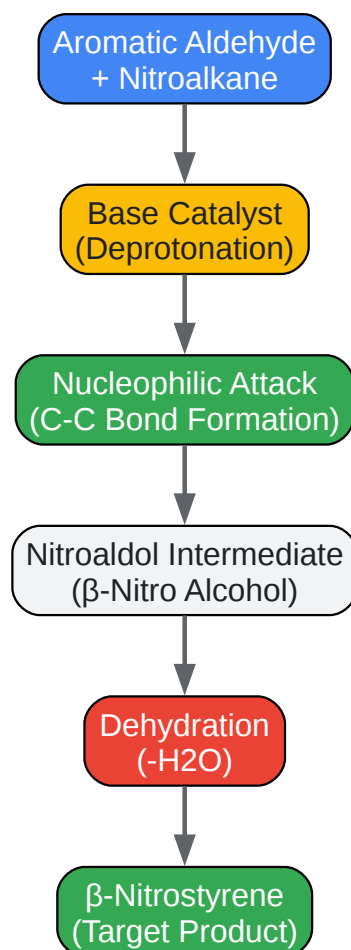 Aromatic Aldehyde
+ Nitroalkane
Base Catalyst
(Deprotonation)
Nucleophilic Attack
(C-C Bond Formation)
Nitroaldol Intermediate
(β-Nitro Alcohol)
Dehydration
(-H2O)
β-Nitrostyrene
(Target Product)